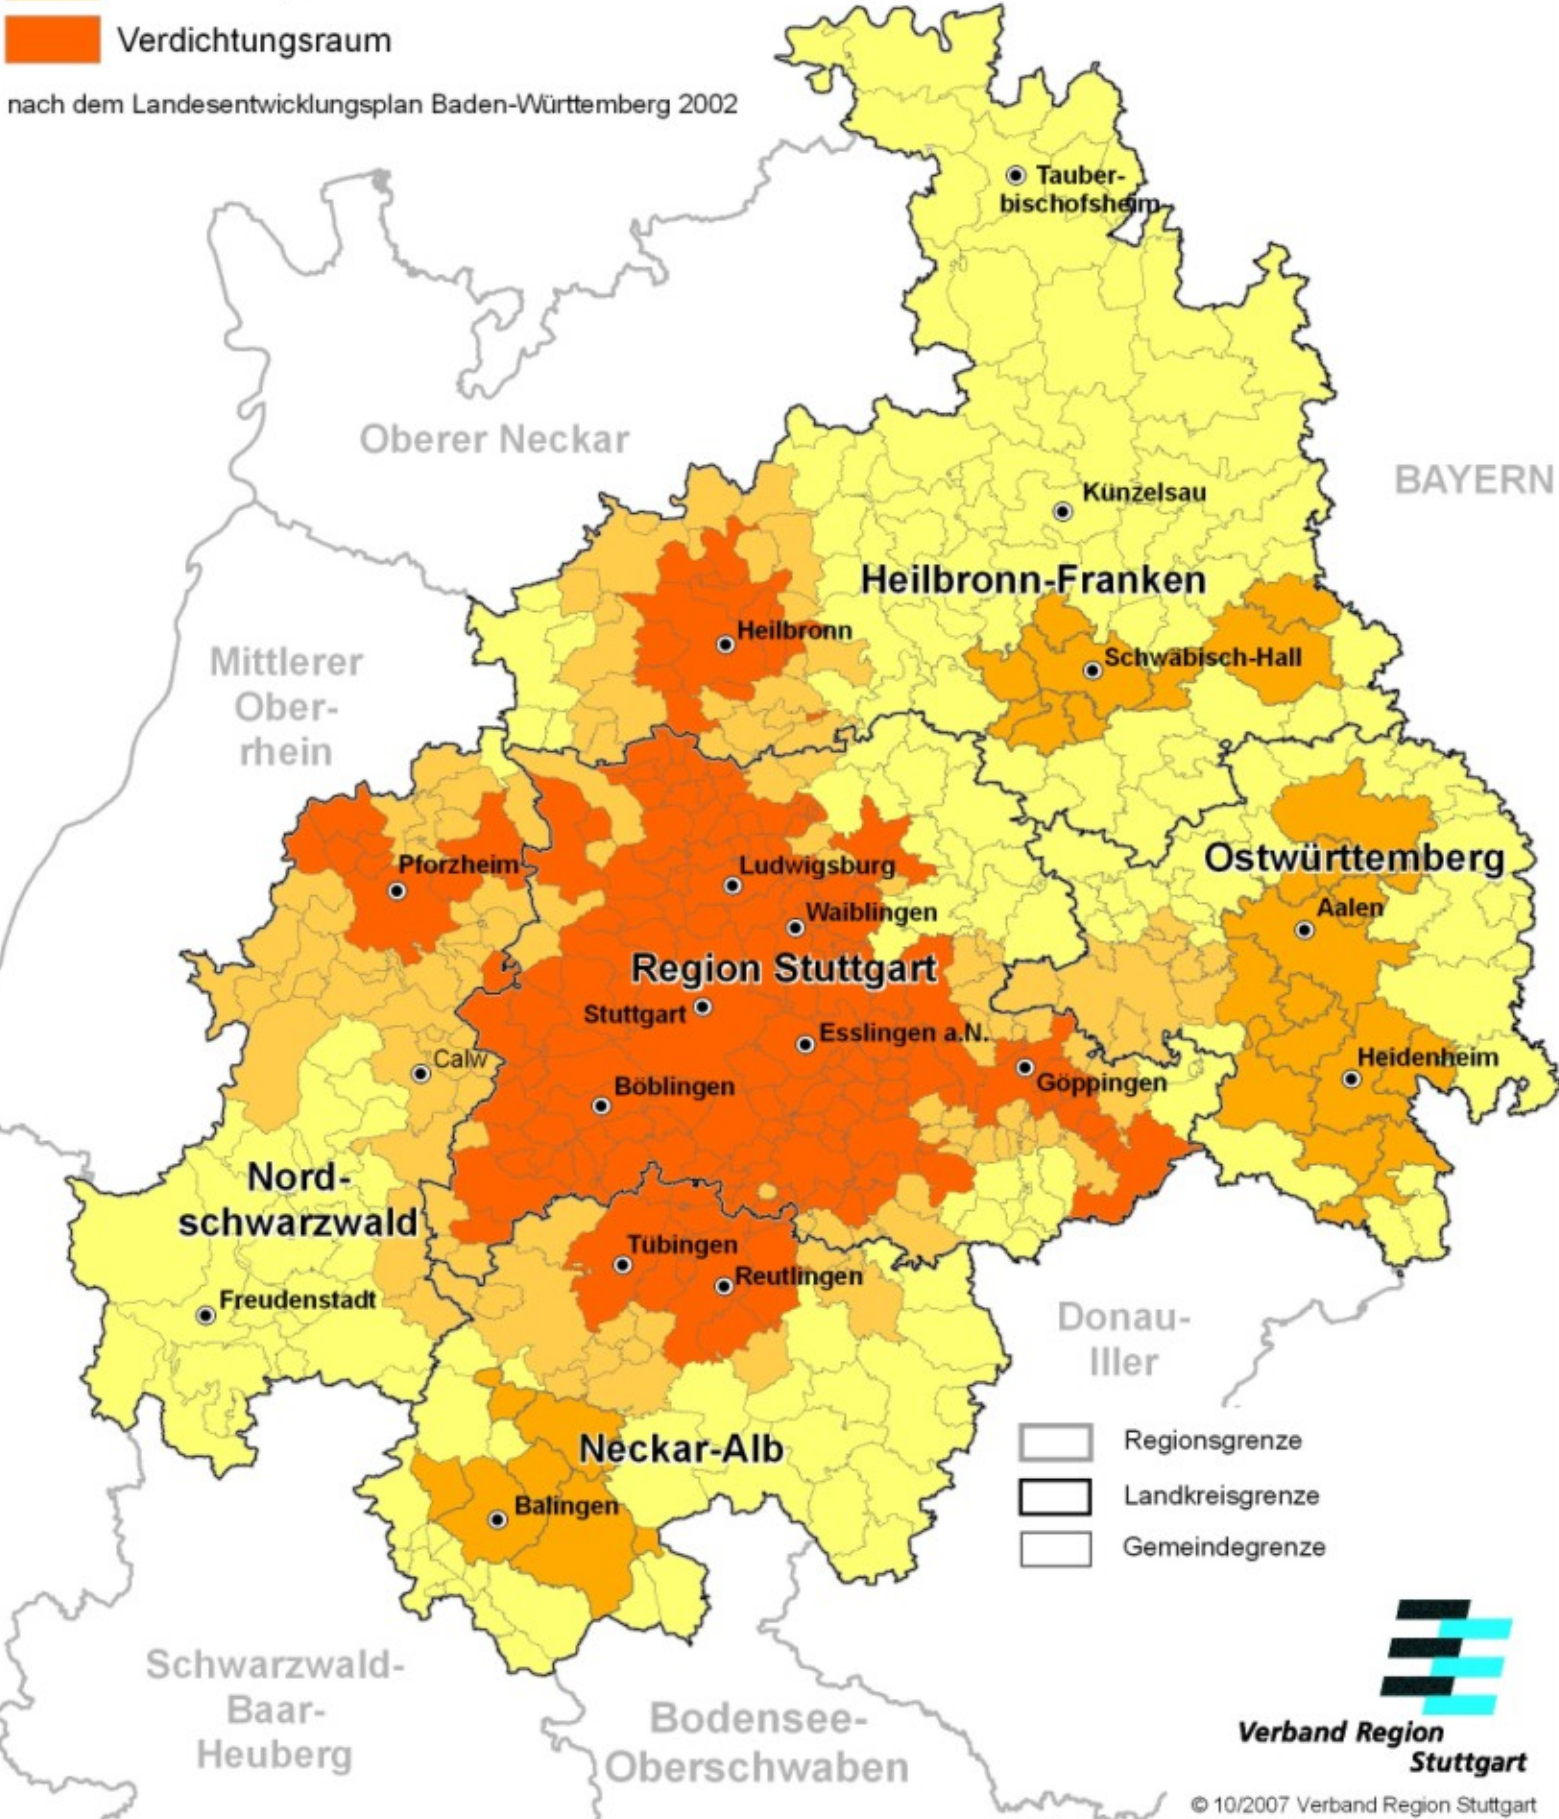 Verdichtungsraum
nach dem Landesentwicklungsplan Baden-Württemberg 2002
Tauber-
bischofsheim
Oberer Neckar
BAYERN
Künzelsau
Heilbronn-Franken
Heilbronn
Schwäbisch-Hall
Mittlerer
Ober-
rhein
Pforzheim
Ludwigsburg
Ostwürttemberg
Waiblingen
Aalen
Region Stuttgart
Stuttgart
Esslingen a.N.
Calw
Böblingen
Göppingen
Heidenheim
Nord-
schwarzwald
Tübingen
Reutlingen
Freudenstadt
Donau-
Iller
Neckar-Alb
Balingen
Regionsgrenze
Landkreisgrenze
Gemeindegrenze
Schwarzwald-
Baar-
Heuberg
Bodensee-
Oberschwaben
Verband Region
Stuttgart
© 10/2007 Verband Region Stuttgart